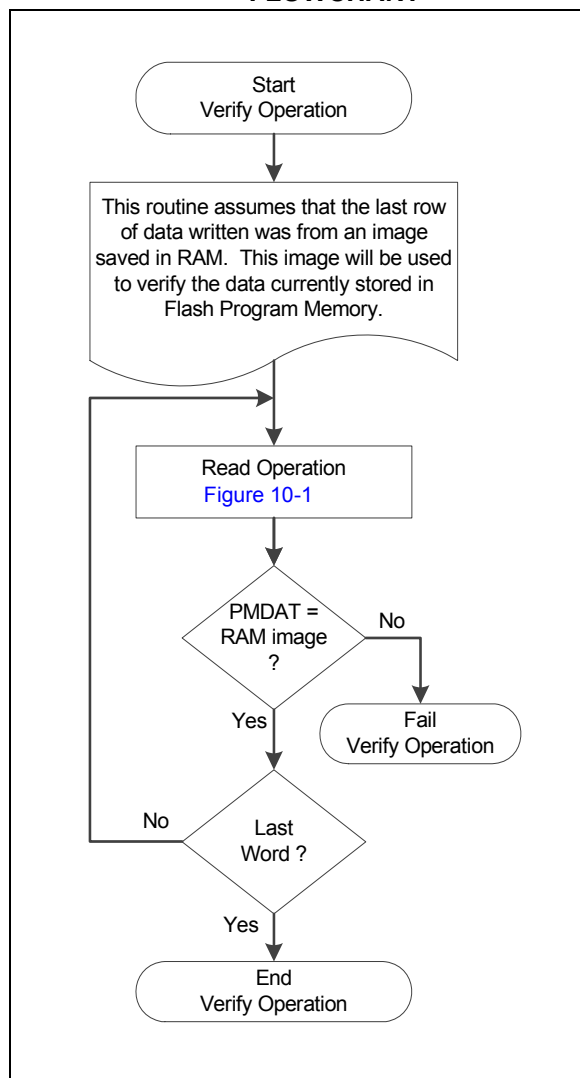 FLOWCHART
Start
Verify Operation
This routine assumes that the last row
of data written was from an image
saved in RAM. This image will be used
to verify the data currently stored in
Flash Program Memory.
Read Operation
Figure 10-1
PMDAT =
RAM image
?
No
Yes
Fail
Verify Operation
No
Last
Word ?
Yes
End
Verify Operation